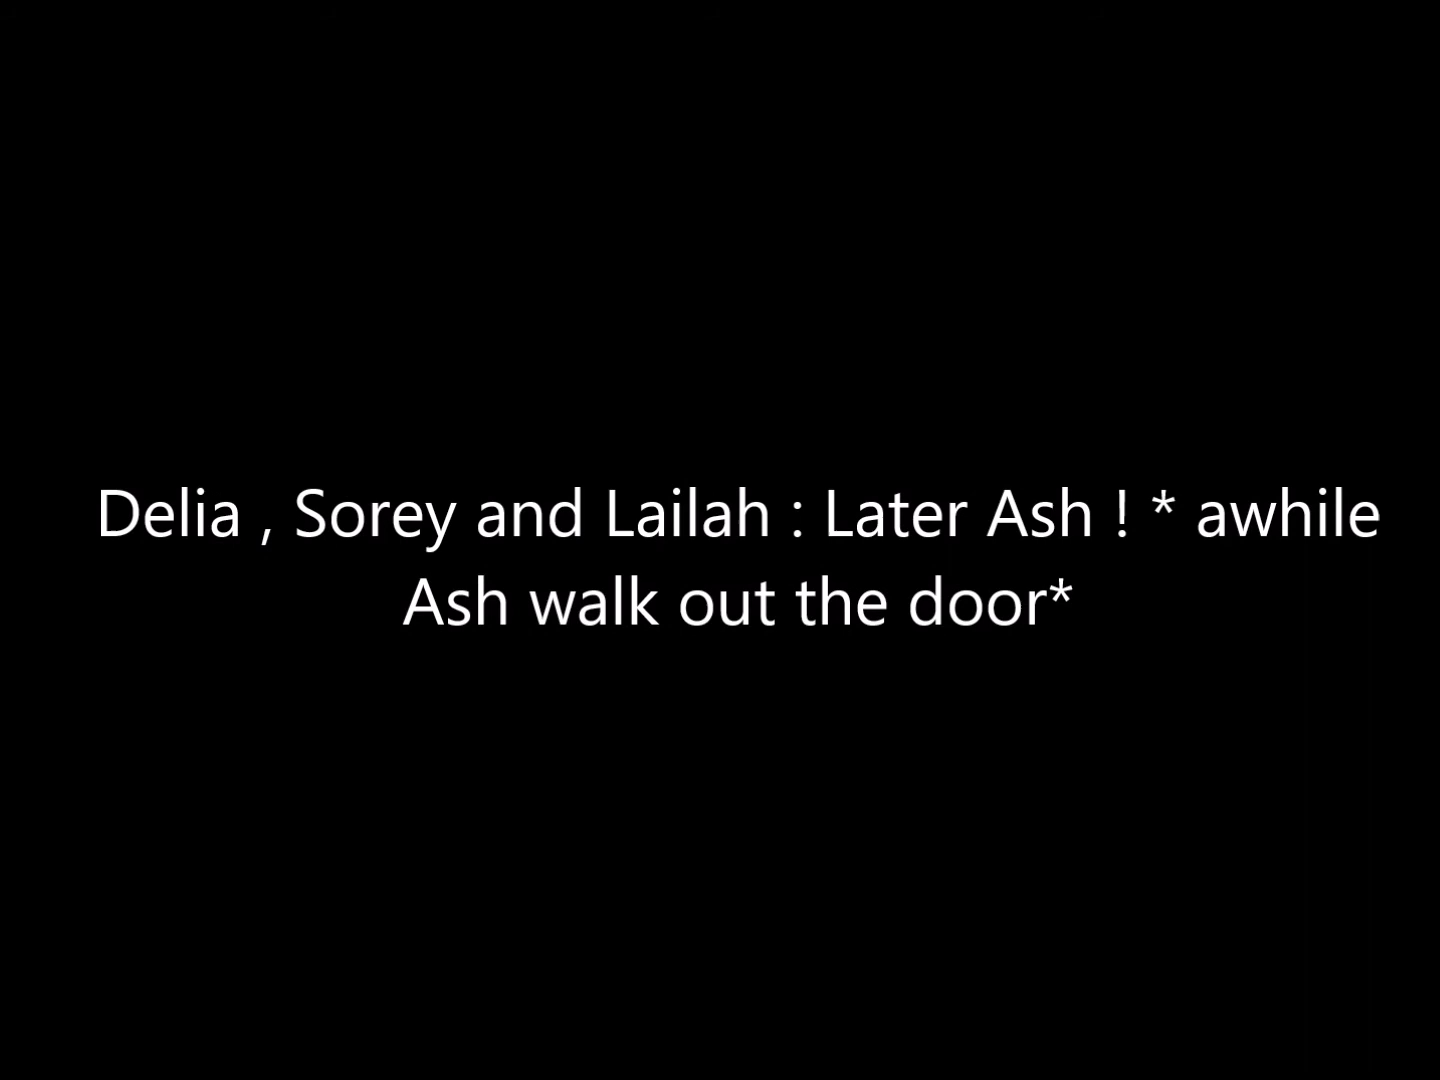 Delia , Sorey and Lailah : Later Ash ! * awhile
Ash walk out the door*